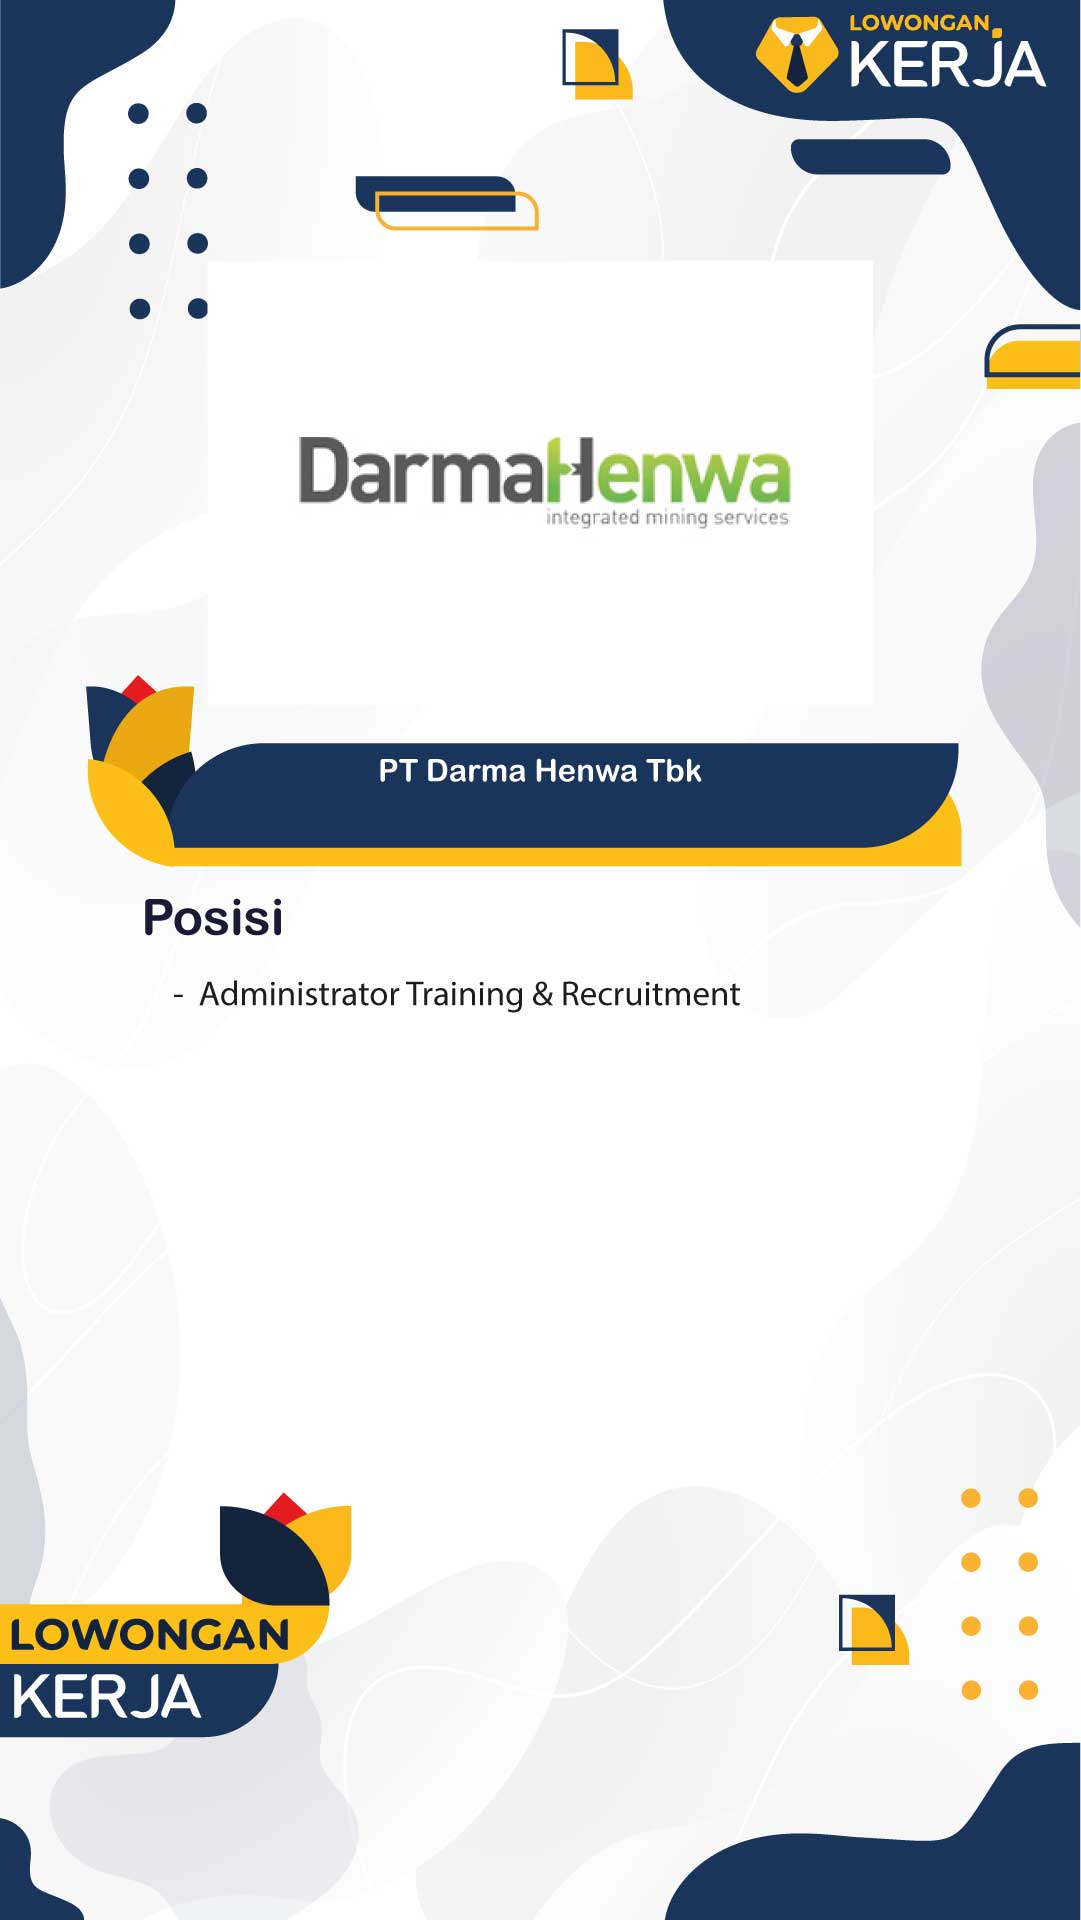 LOWONGAN
KERJA
DarmaHenwa
integrated mining services
PT Darma Henwa Tbk
Posisi
- Administrator Training & Recruitment
LOWONGAN
KERJA